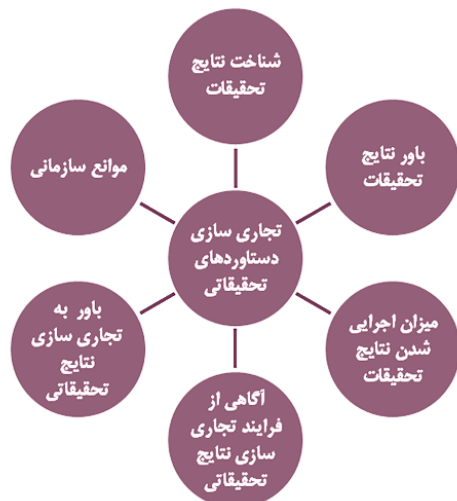 شناخت نتایج
تحقیقات
باور نتایج
تحقیقات
موانع سازمانی
تجاری سازی
دستاوردهای
تحقیقاتی
میزان اجرایی
شدن نتایج
تحقیقات
باور به
تجاری سازی
نتایج
تحقیقاتی
آگاهی از
فرایند تجاری
سازی نتایج
تحقیقاتی